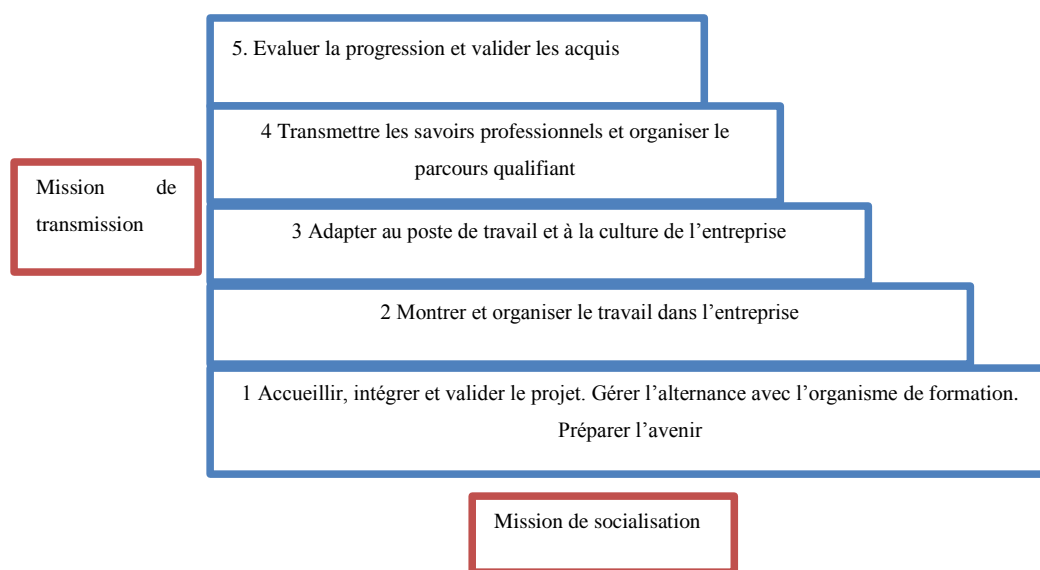 5. Evaluer la progression et valider les acquis
4 Transmettre les savoirs professionnels et organiser le
parcours qualifiant
Mission de
transmission
3 Adapter au poste de travail et à la culture de l’entreprise
2 Montrer et organiser le travail dans l’entreprise
1 Accueillir, intégrer et valider le projet. Gérer l’alternance avec l’organisme de formation.
Préparer l’avenir
Mission de socialisation